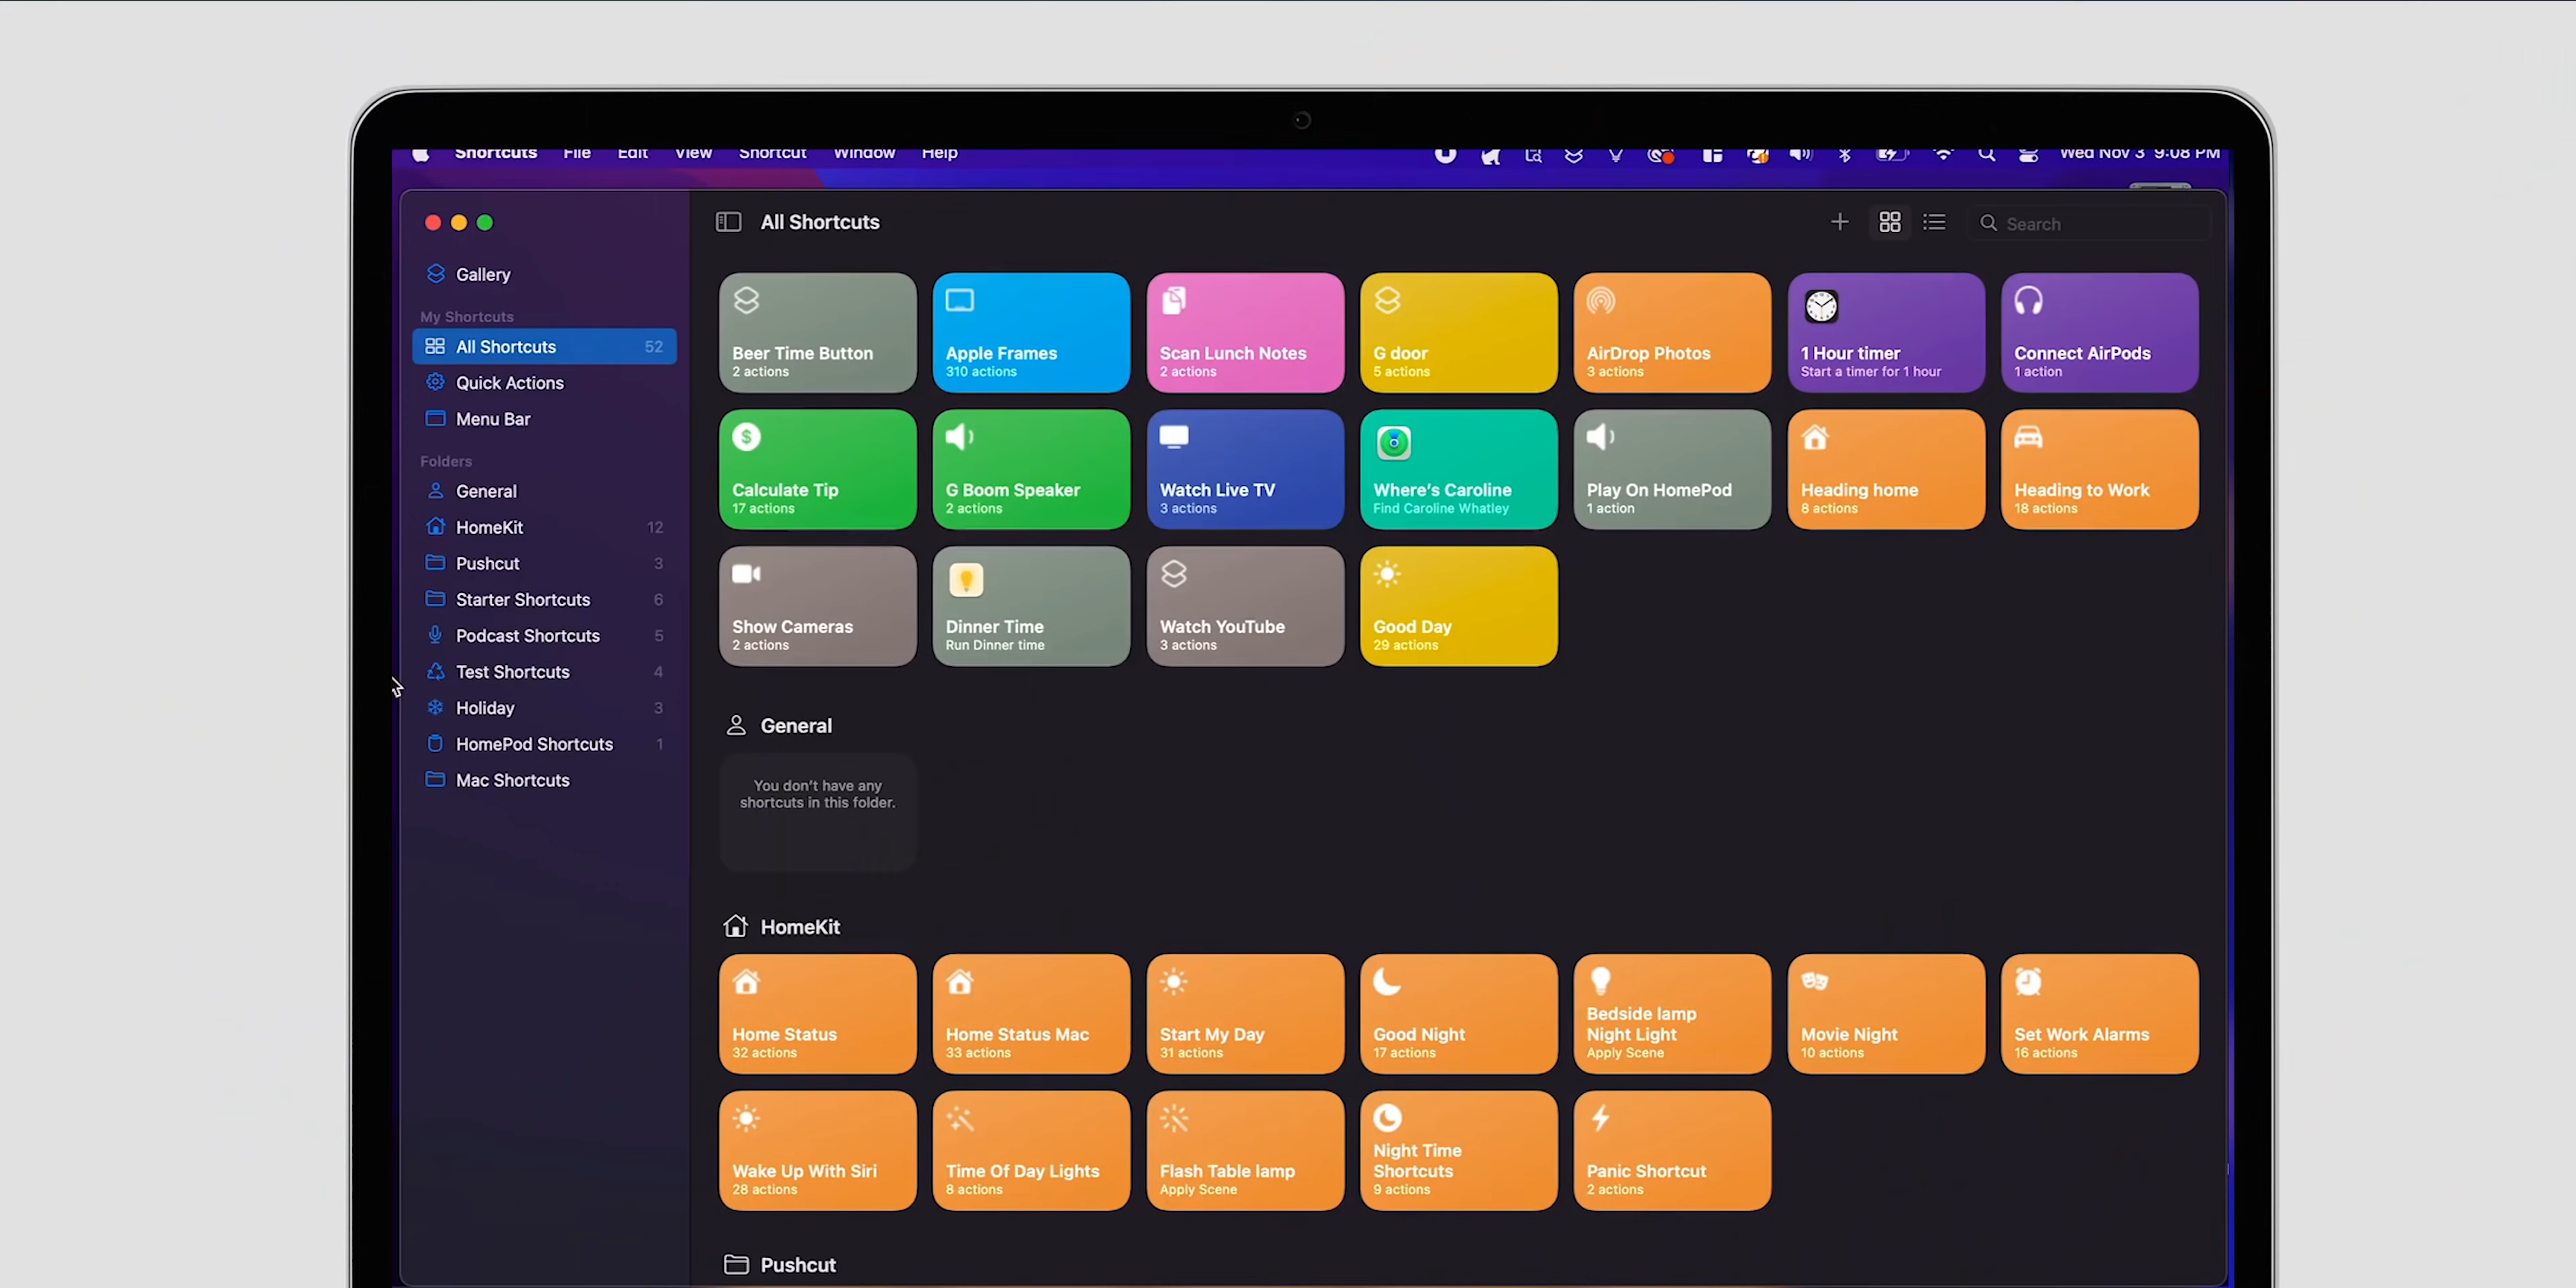 Shortcuts File Edit View Shortcut Window Help Wed Nov 3 9:08 PM
All Shortcuts
Search
Gallery
My Shortcuts
All Shortcuts 52
Quick Actions
Menu Bar
Folders
General
HomeKit 12
Pushcut 3
Starter Shortcuts 6
Podcast Shortcuts 5
Test Shortcuts 4
Holiday 3
HomePod Shortcuts 1
Mac Shortcuts
Beer Time Button
2 actions
Apple Frames
310 actions
Scan Lunch Notes
2 actions
G door
5 actions
AirDrop Photos
3 actions
1 Hour timer
Start a timer for 1 hour
Connect AirPods
1 action
Calculate Tip
17 actions
G Boom Speaker
2 actions
Watch Live TV
3 actions
Where's Caroline
Find Caroline Whatley
Play On HomePod
1 action
Heading home
8 actions
Heading to Work
18 actions
Show Cameras
2 actions
Dinner Time
Run Dinner time
Watch YouTube
3 actions
Good Day
29 actions
General
You don't have any
shortcuts in this folder.
HomeKit
Home Status
32 actions
Home Status Mac
33 actions
Start My Day
31 actions
Good Night
17 actions
Bedside lamp
Night Light
Apply Scene
Movie Night
10 actions
Set Work Alarms
16 actions
Wake Up With Siri
28 actions
Time Of Day Lights
8 actions
Flash Table lamp
Apply Scene
Night Time
Shortcuts
9 actions
Panic Shortcut
2 actions
Pushcut